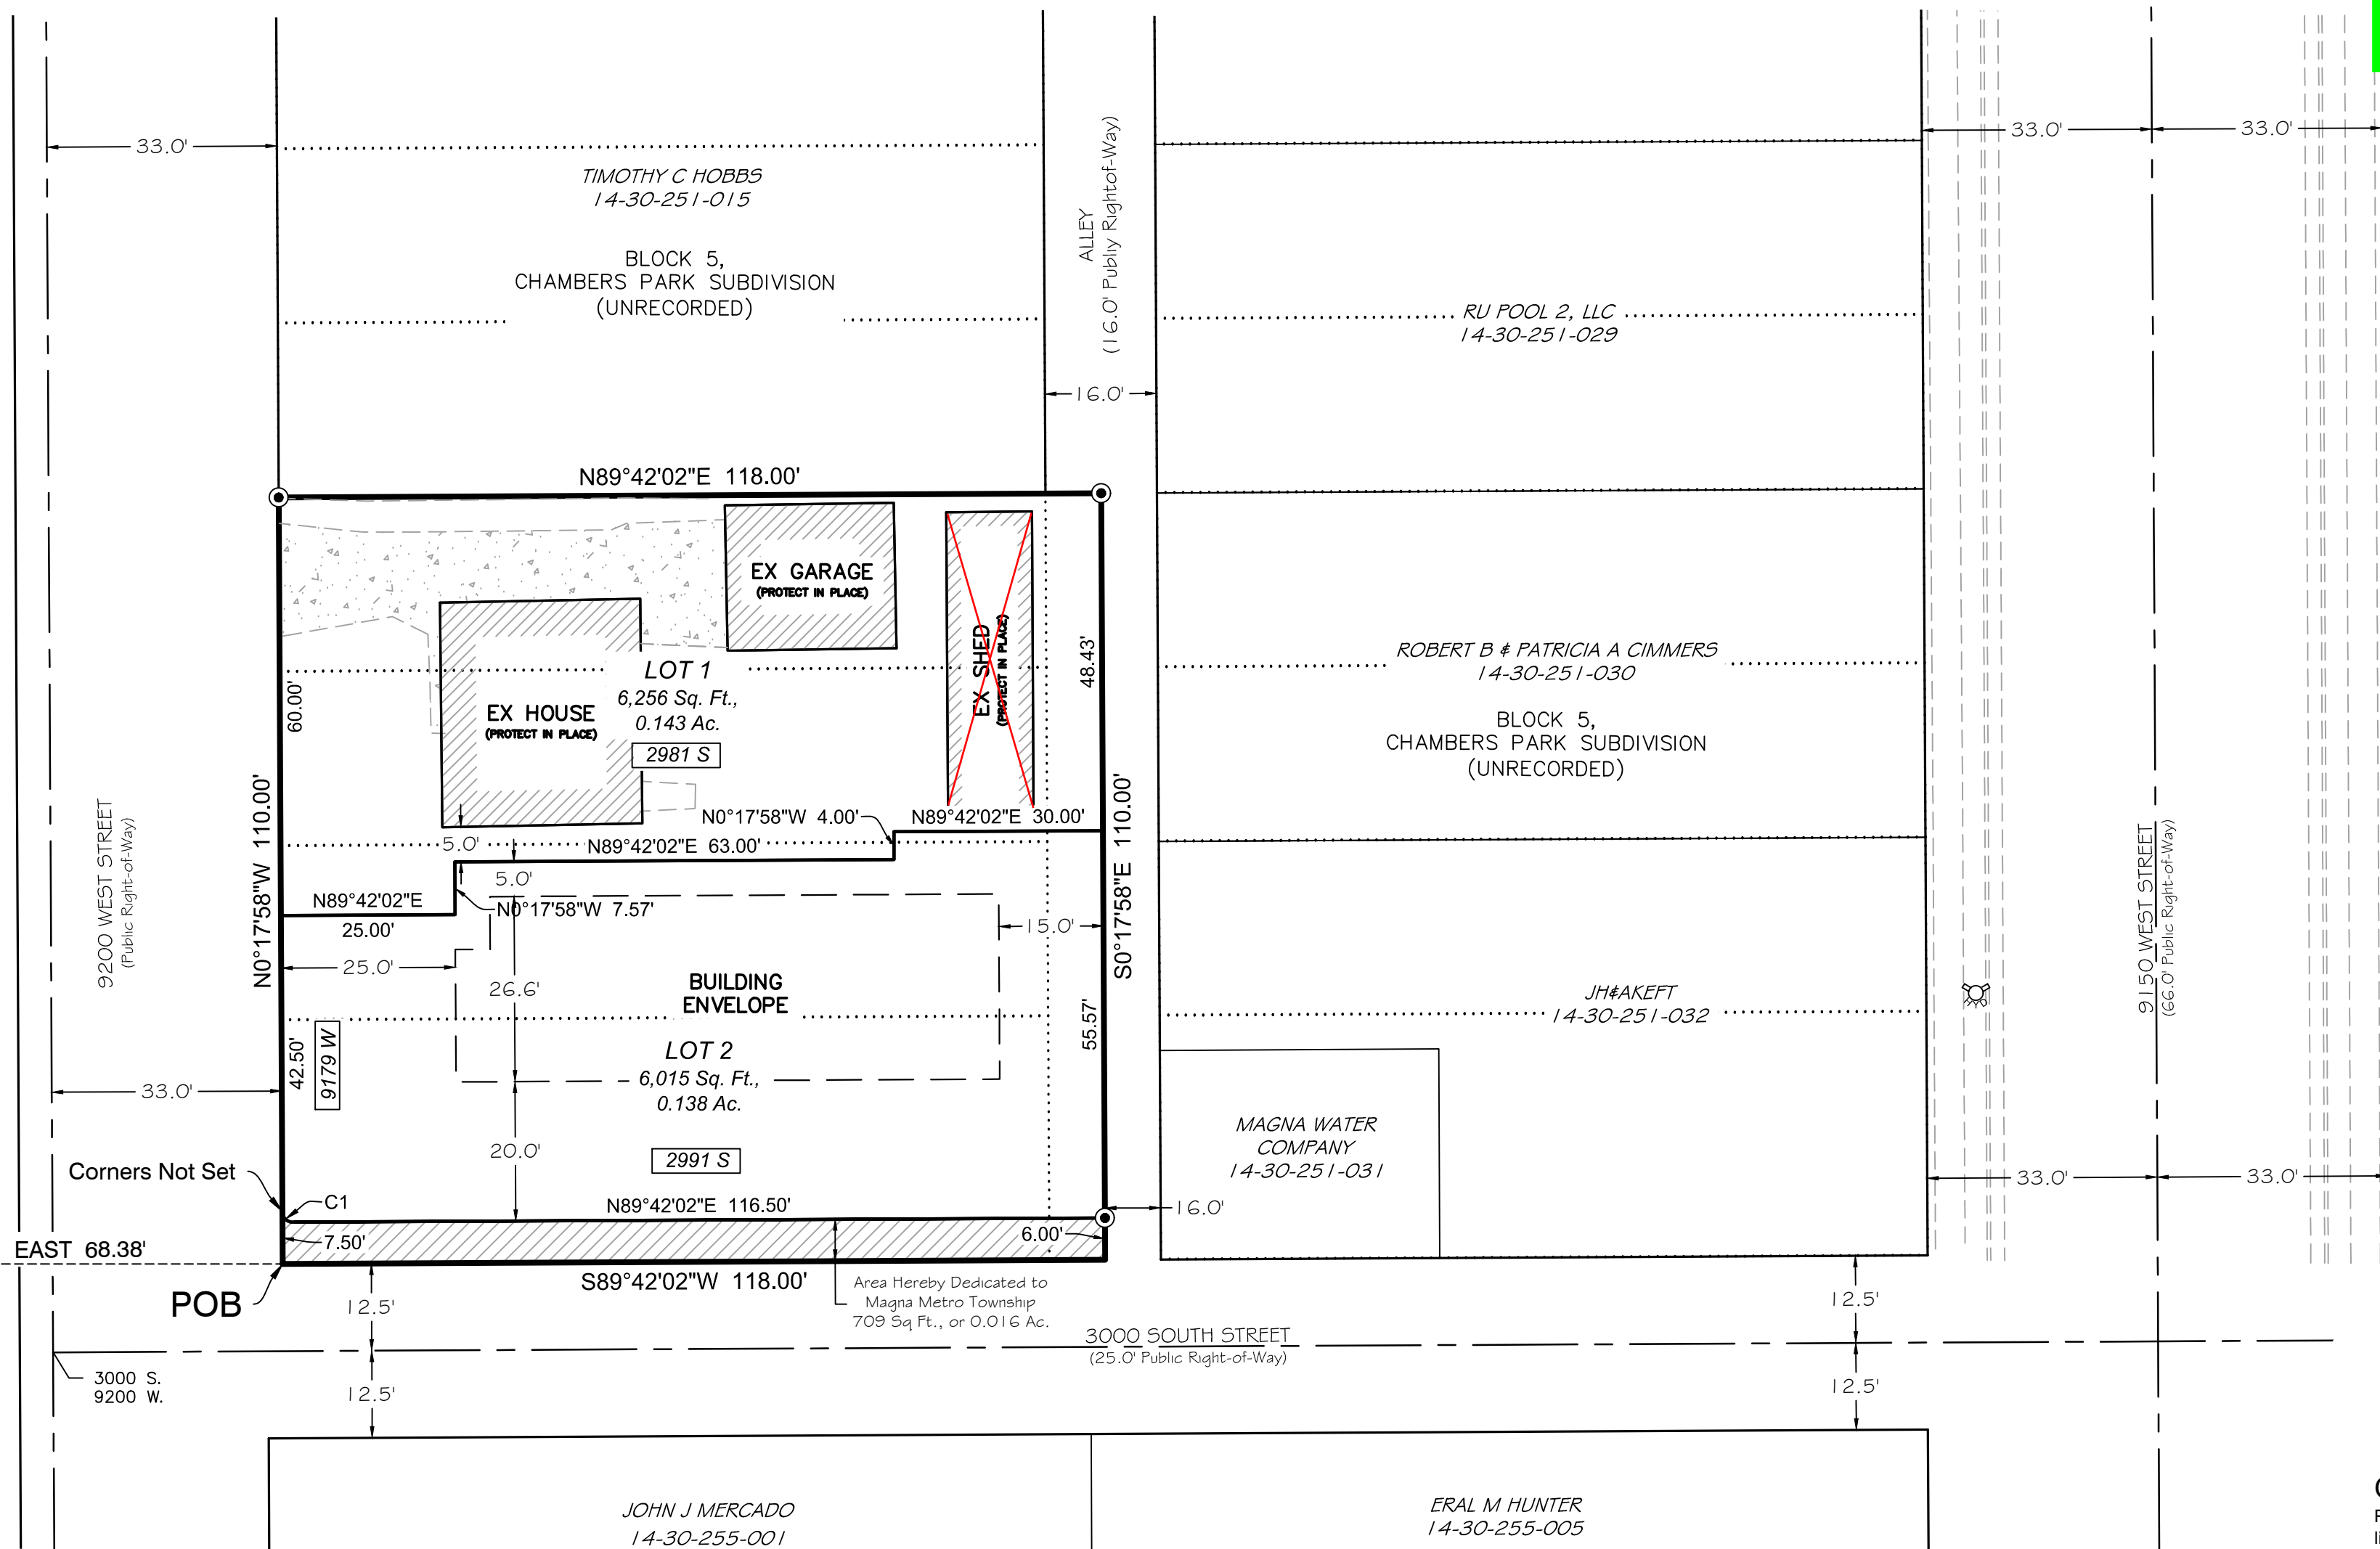 33.0'
33.0'
33.0'
TIMOTHY C HOBBS
14-30-251-015
BLOCK 5,
CHAMBERS PARK SUBDIVISION
(UNRECORDED)
ALLEY
(16.0' Publiy Rightof-Way)
RU POOL 2, LLC
14-30-251-029
16.0'
N89°42'02"E 118.00'
EX GARAGE
(PROTECT IN PLACE)
EX SHED
(PROTECT IN PLACE)
48.43'
LOT 1
6,256 Sq. Ft.,
0.143 Ac.
2981 S
60.00'
EX HOUSE
(PROTECT IN PLACE)
ROBERT B & PATRICIA A CIMMERS
14-30-251-030
BLOCK 5,
CHAMBERS PARK SUBDIVISION
(UNRECORDED)
N0°17'58"W 4.00'
N89°42'02"E 30.00'
5.0'
N89°42'02"E 63.00'
5.0'
N89°42'02"E
25.00'
N0°17'58"W 7.57'
N0°17'58"W 110.00'
S0°17'58"E 110.00'
9200 WEST STREET
(Public Right-of-Way)
9150 WEST STREET
(66.0' Public Right-of-Way)
15.0'
25.0'
26.6'
BUILDING
ENVELOPE
JH&AKEFT
14-30-251-032
55.57'
42.50'
9179 W
LOT 2
6,015 Sq. Ft.,
0.138 Ac.
33.0'
20.0'
2991 S
MAGNA WATER
COMPANY
14-30-251-031
33.0'
33.0'
Corners Not Set
C1
N89°42'02"E 116.50'
16.0'
7.50'
6.00'
EAST 68.38'
POB
S89°42'02"W 118.00'
Area Hereby Dedicated to
Magna Metro Township
709 Sq Ft., or 0.016 Ac.
12.5'
12.5'
3000 SOUTH STREET
(25.0' Public Right-of-Way)
3000 S.
9200 W.
12.5'
12.5'
JOHN J MERCADO
14-30-255-001
ERAL M HUNTER
14-30-255-005